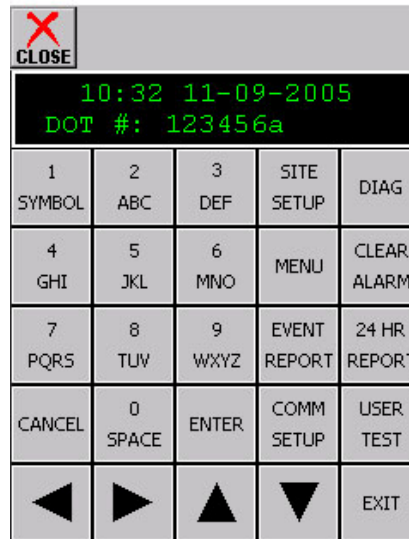 CLOSE
10:32 11-09-2005
DOT #: 123456a
1
SYMBOL
2
ABC
3
DEF
SITE
SETUP
DIAG
4
GHI
5
JKL
6
MNO
MENU
CLEAR
ALARM
7
PQRS
8
TUV
9
WXYZ
EVENT
REPORT
24 HR
REPORT
CANCEL
0
SPACE
ENTER
COMM
SETUP
USER
TEST
EXIT